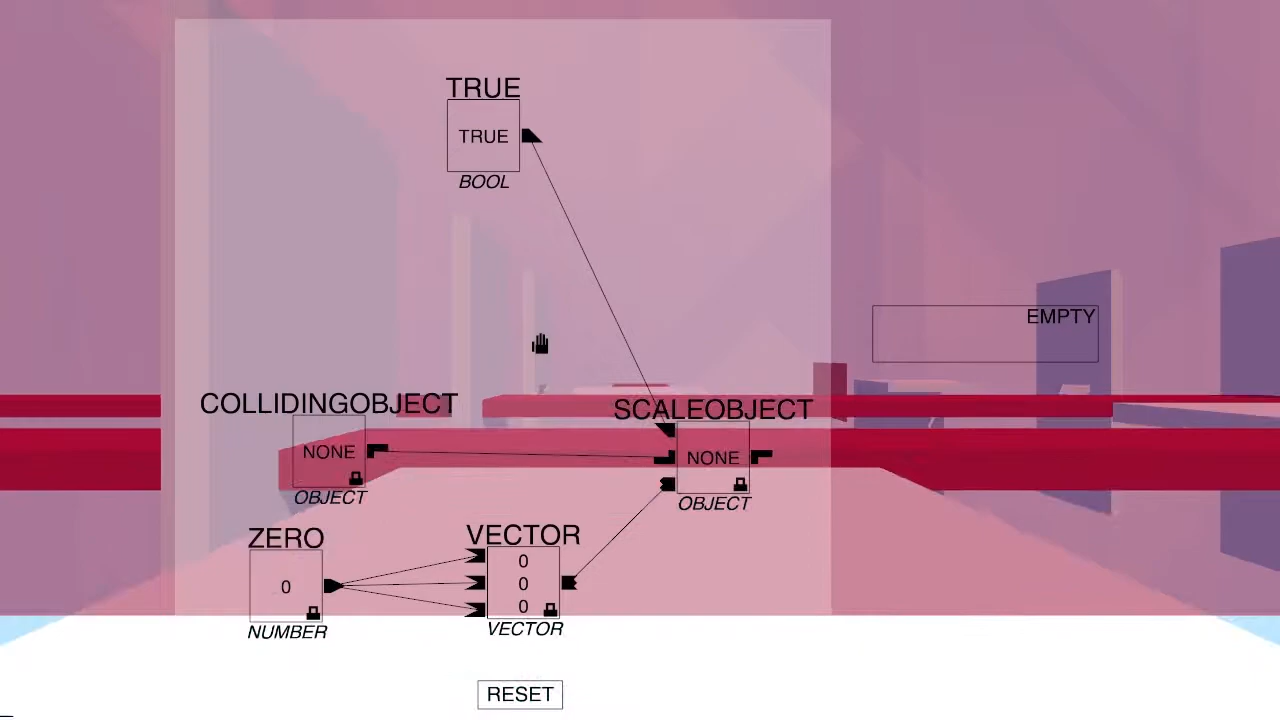 TRUE
TRUE
BOOL
EMPTY
COLLIDINGOBJECT
NONE
OBJECT
SCALEOBJECT
NONE
OBJECT
ZERO
0
NUMBER
VECTOR
0
0
0
VECTOR
RESET